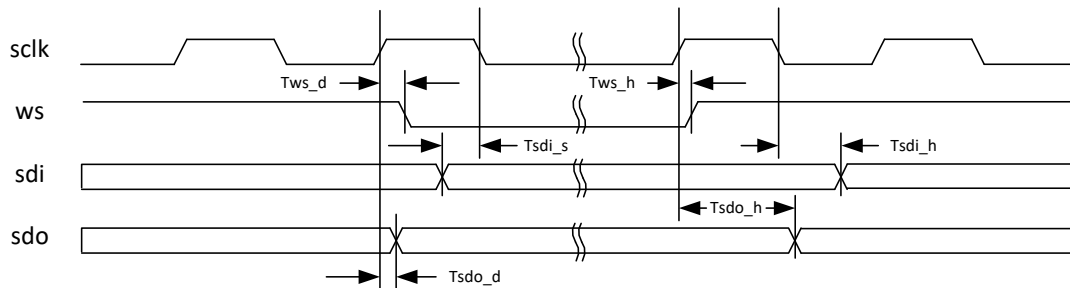 sclk
Tws_d Tws_h
ws
Tsdi_s Tsdi_h
sdi
Tsdo_h
sdo
Tsdo_d